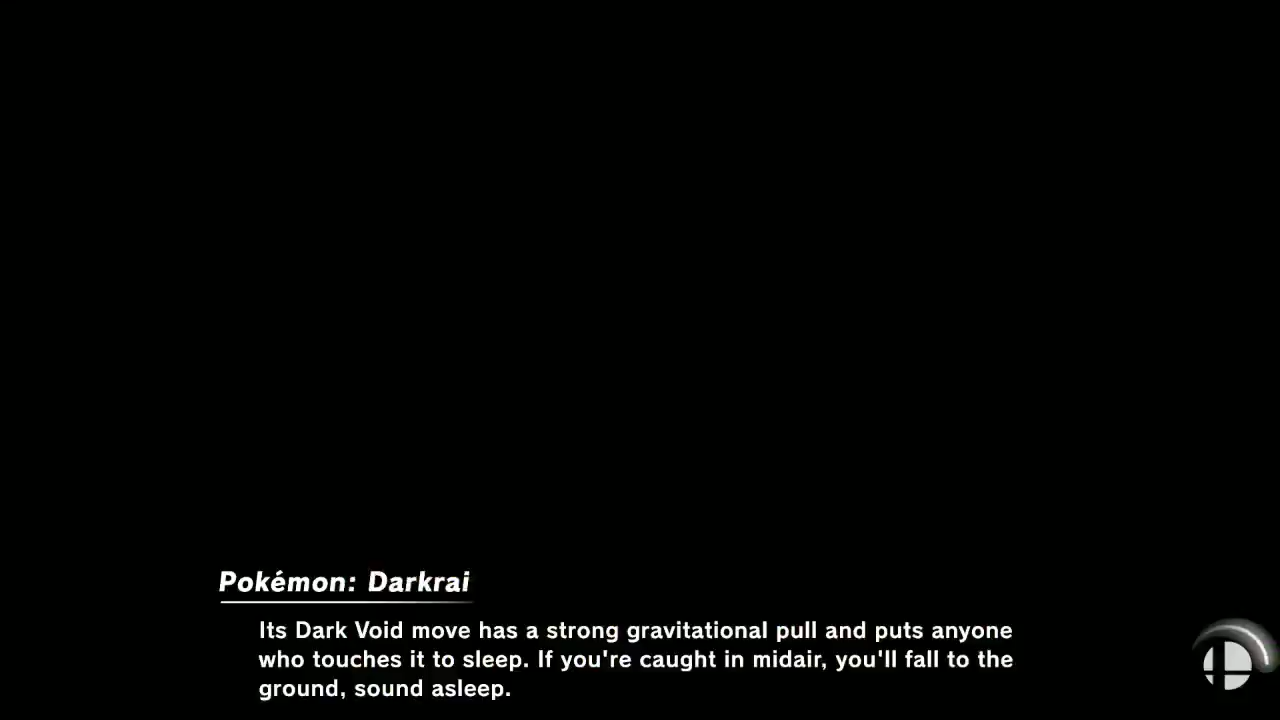 Pokémon: Darkrai
Its Dark Void move has a strong gravitational pull and puts anyone
who touches it to sleep. If you're caught in midair, you'll fall to the
ground, sound asleep.